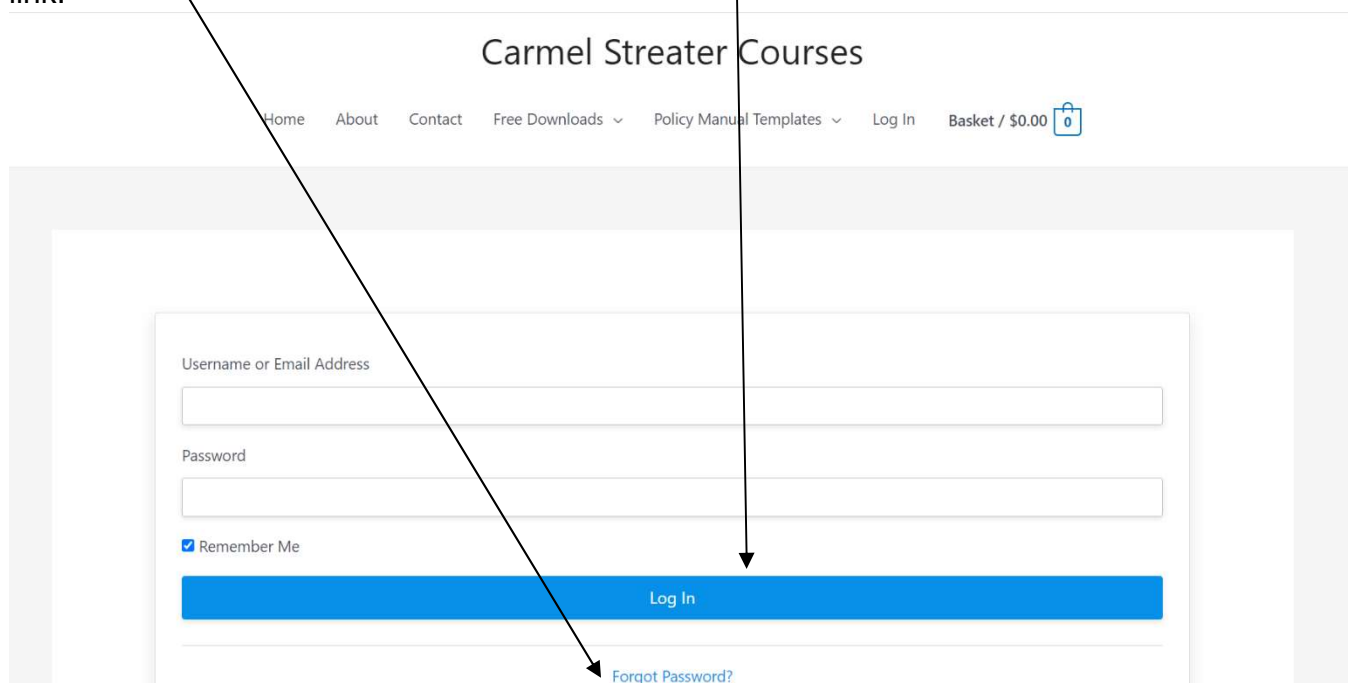 link.
Carmel Streater Courses
Home About Contact Free Downloads Policy Manual Templates Log In Basket / $0.00 0
Username or Email Address
Password
Remember Me
Log In
Forgot Password?